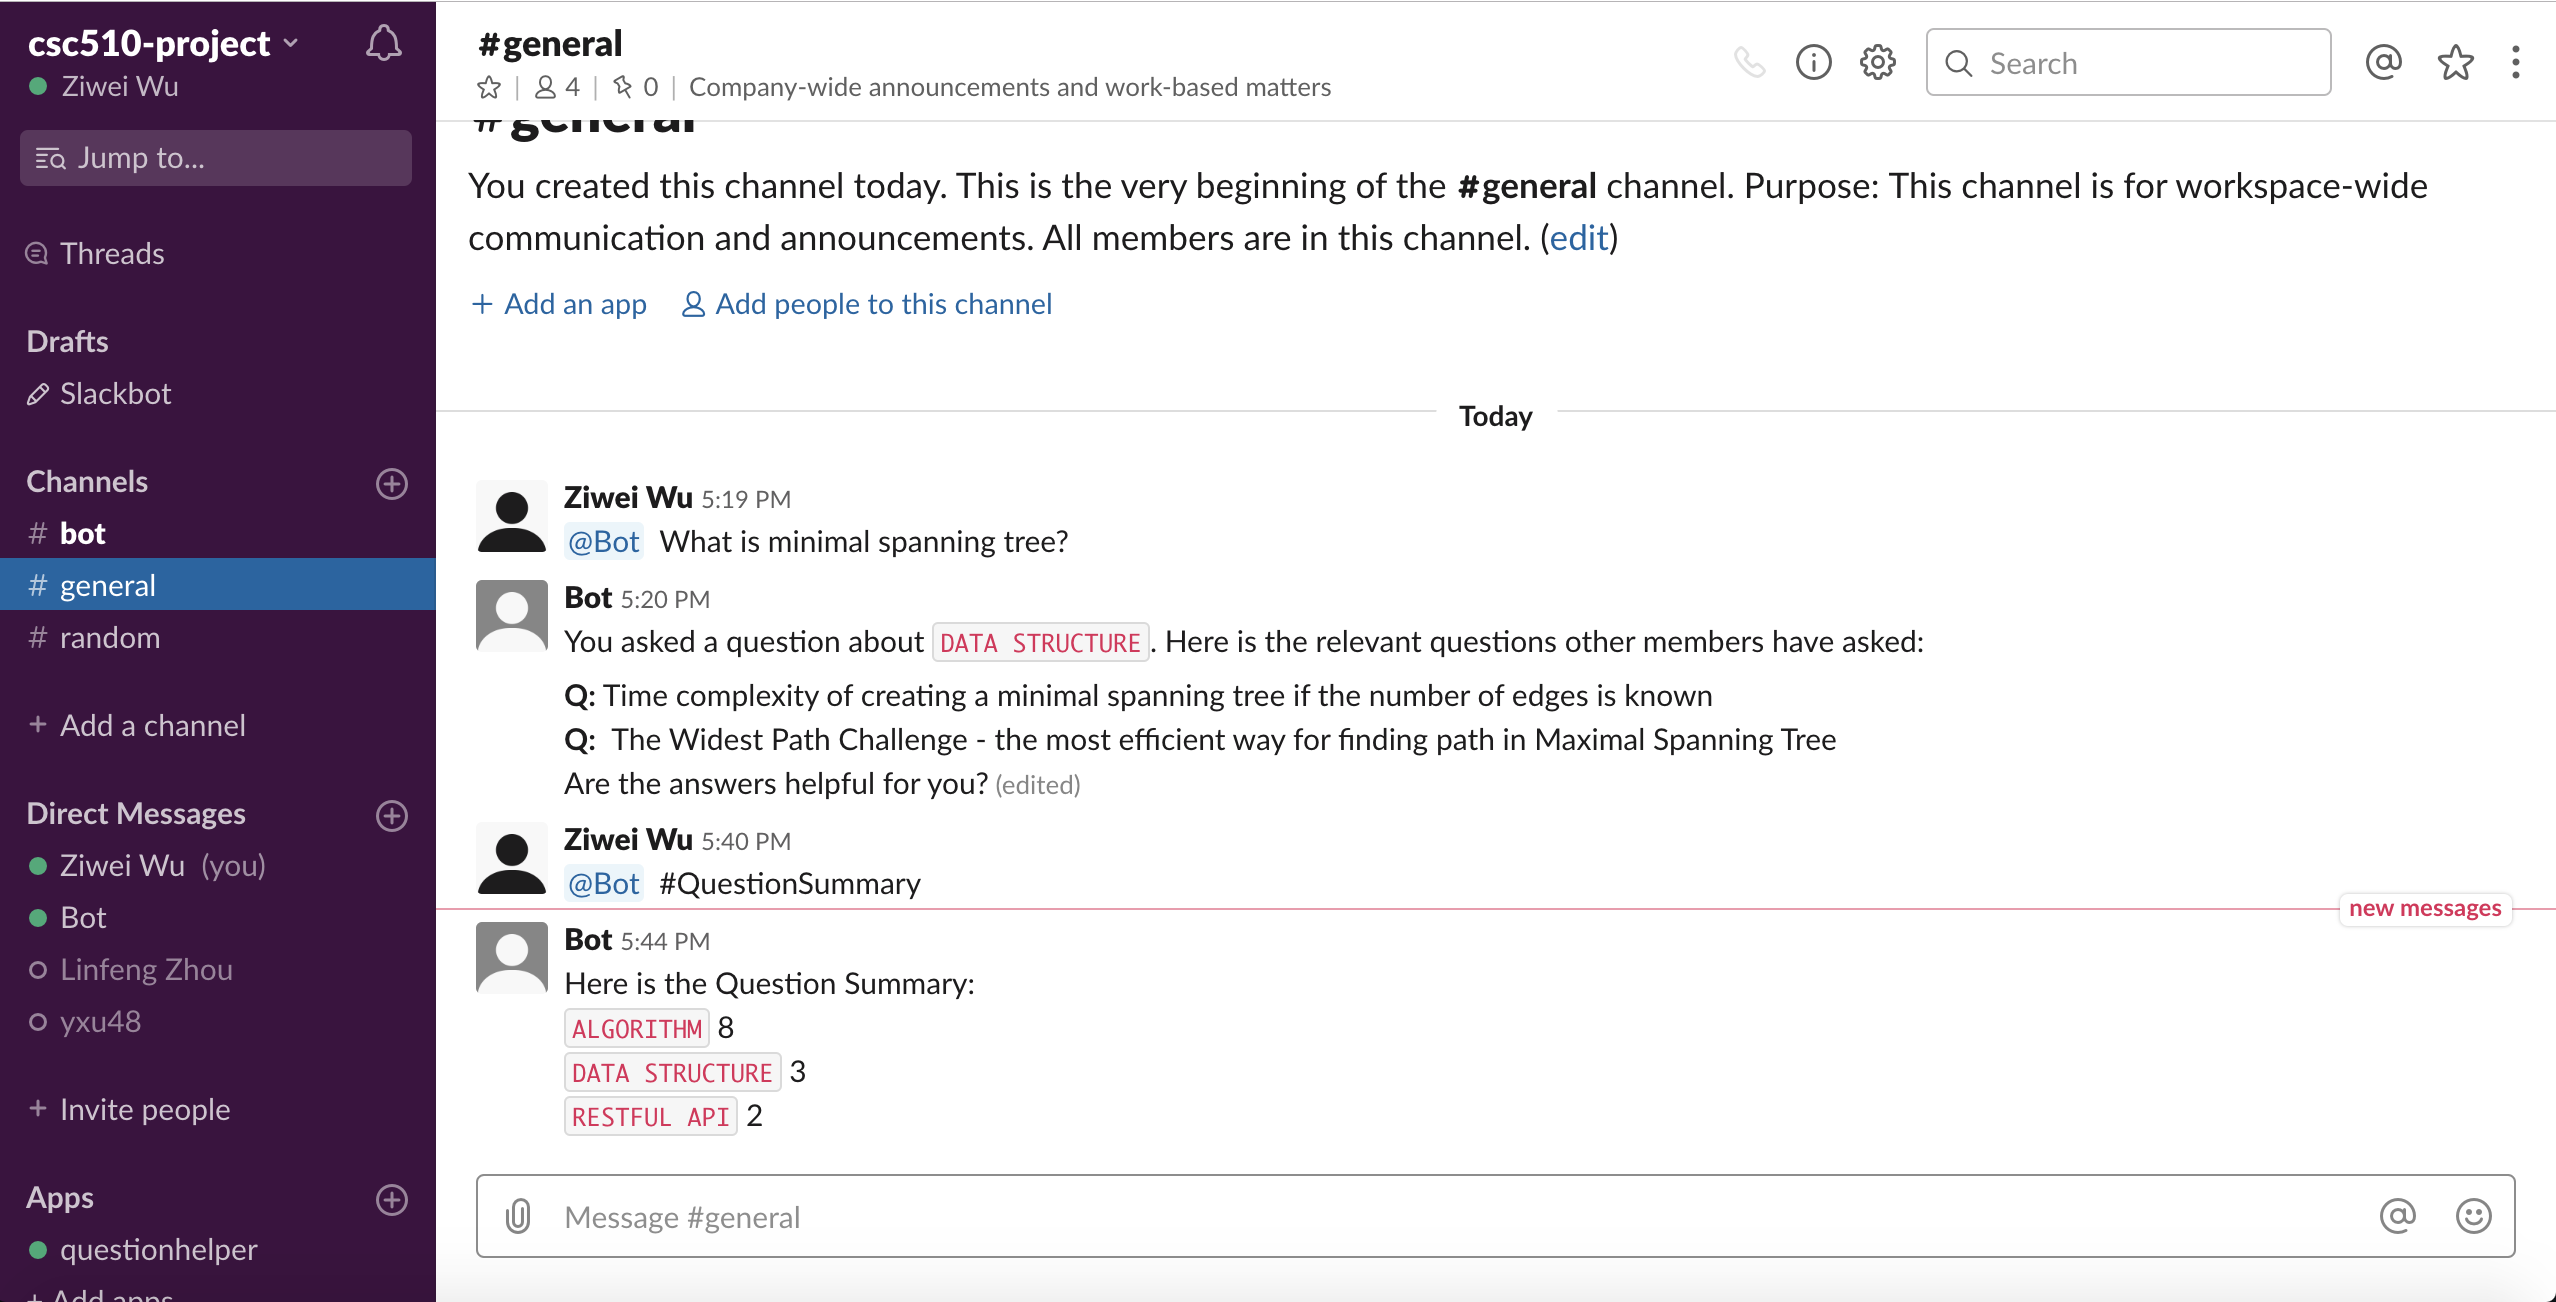 csc510-project
Ziwei Wu
Jump to...
Threads
Drafts
Slackbot
Channels
# bot
# general
# random
+ Add a channel
Direct Messages
Ziwei Wu (you)
Bot
Linfeng Zhou
yxu48
+ Invite people
Apps
questionhelper
+ Add apps
#general
4 | 0 | Company-wide announcements and work-based matters
Search
#general
You created this channel today. This is the very beginning of the #general channel. Purpose: This channel is for workspace-wide
communication and announcements. All members are in this channel. (edit)
+ Add an app Add people to this channel
Today
Ziwei Wu 5:19 PM
@Bot What is minimal spanning tree?
Bot 5:20 PM
You asked a question about DATA STRUCTURE. Here is the relevant questions other members have asked:
Q: Time complexity of creating a minimal spanning tree if the number of edges is known
Q: The Widest Path Challenge - the most efficient way for finding path in Maximal Spanning Tree
Are the answers helpful for you? (edited)
Ziwei Wu 5:40 PM
@Bot #QuestionSummary
new messages
Bot 5:44 PM
Here is the Question Summary:
ALGORITHM 8
DATA STRUCTURE 3
RESTFUL API 2
Message #general